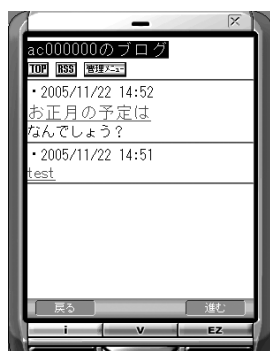 ac000000のブログ
TOP RSS 管理メニュー
・2005/11/22 14:52
お正月の予定は
なんでしょう？
・2005/11/22 14:51
test
戻る 進む
i V EZ